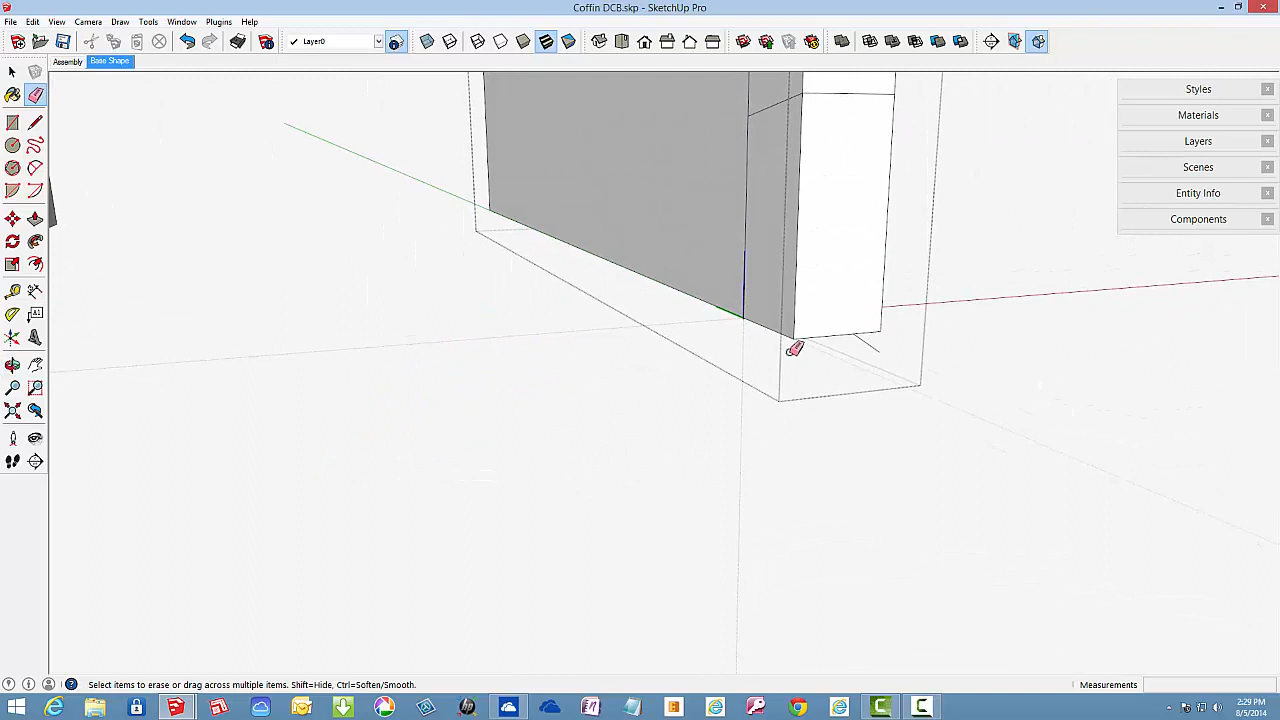 Coffin DCB.skp - SketchUp Pro
File Edit View Camera Draw Tools Window Plugins Help
Layer0
Assembly Base Shape
Styles
Materials
Layers
Scenes
Entity Info
Components
A1
Select items to erase or drag across multiple items. Shift=Hide, Ctrl=Soften/Smooth.
Measurements
2:29 PM
8/5/2014